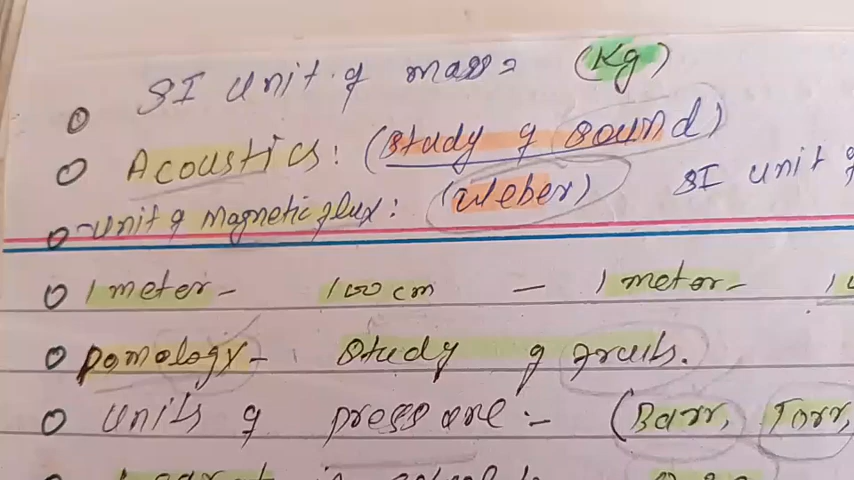 SI unit of mass = (Kg)
Acoustics: (Study of Sound)
Unit of Magnetic flux: (Weber) SI unit of
1 meter - 100 cm - 1 meter -
Pomology - Study of fruits.
Units of pressure :- (Barr, Torr,